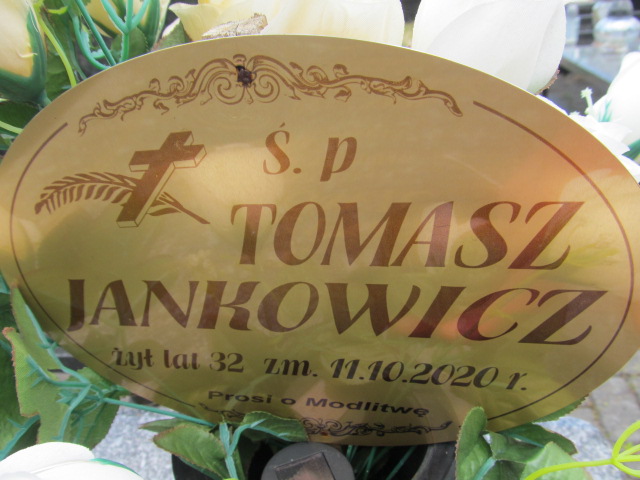 Ś. p
TOMASZ
JANKOWICZ
żył lat 32 zm. 11.10.2020 r.
Prosi o Modlitwę